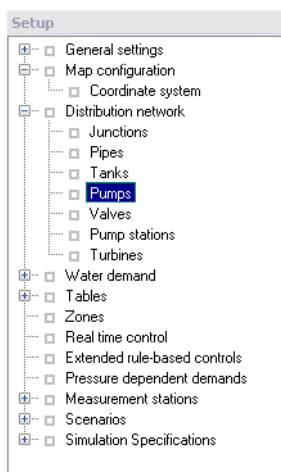 Setup
General settings
Map configuration
Coordinate system
Distribution network
Junctions
Pipes
Tanks
Pumps
Valves
Pump stations
Turbines
Water demand
Tables
Zones
Real time control
Extended rule-based controls
Pressure dependent demands
Measurement stations
Scenarios
Simulation Specifications